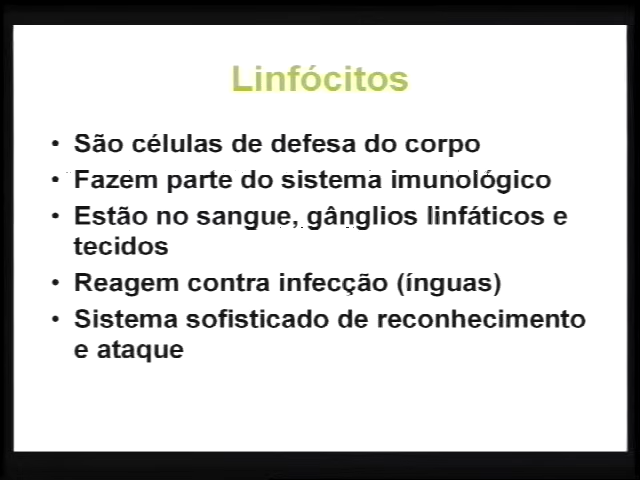 Linfócitos
• São células de defesa do corpo
• Fazem parte do sistema imunológico
• Estão no sangue, gânglios linfáticos e
tecidos
• Reagem contra infecção (ínguas)
• Sistema sofisticado de reconhecimento
e ataque